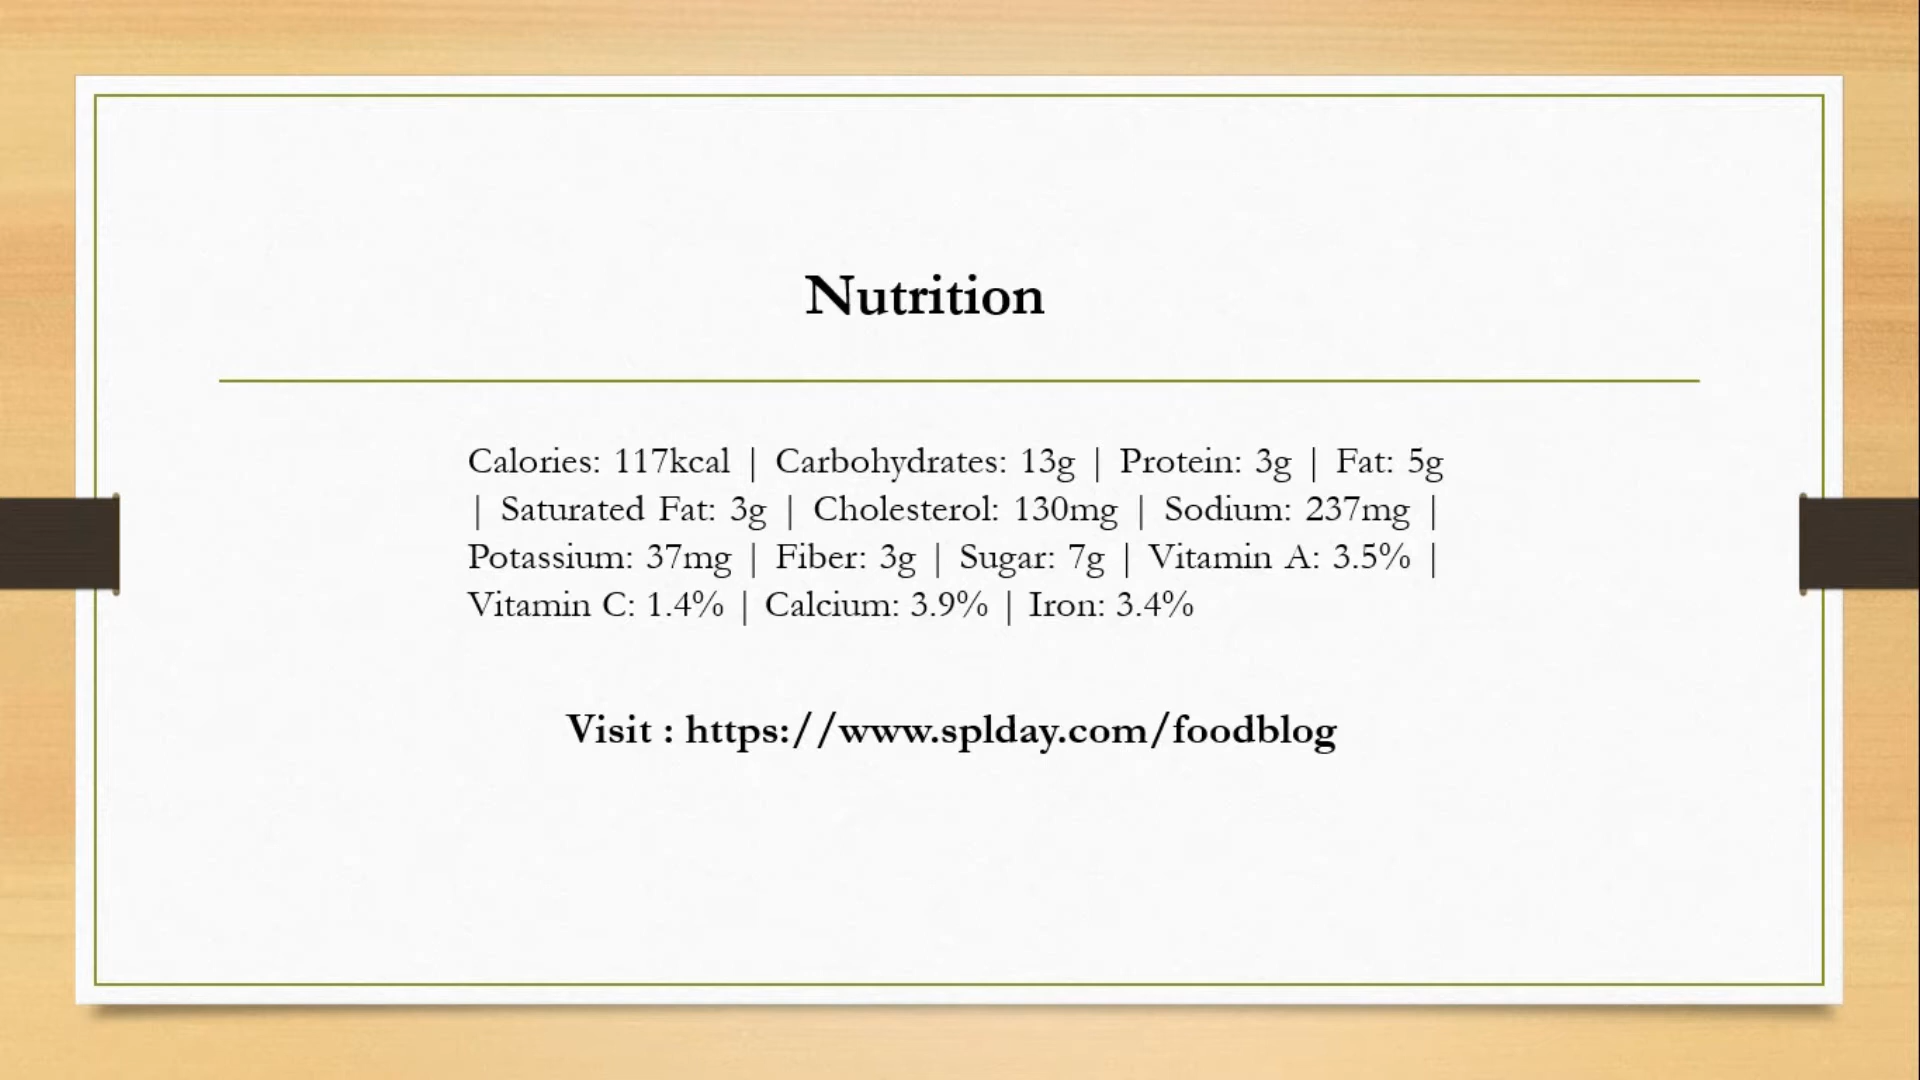 Nutrition
Calories: 117kcal | Carbohydrates: 13g | Protein: 3g | Fat: 5g
| Saturated Fat: 3g | Cholesterol: 130mg | Sodium: 237mg |
Potassium: 37mg | Fiber: 3g | Sugar: 7g | Vitamin A: 3.5% |
Vitamin C: 1.4% | Calcium: 3.9% | Iron: 3.4%
Visit : https://www.splday.com/foodblog